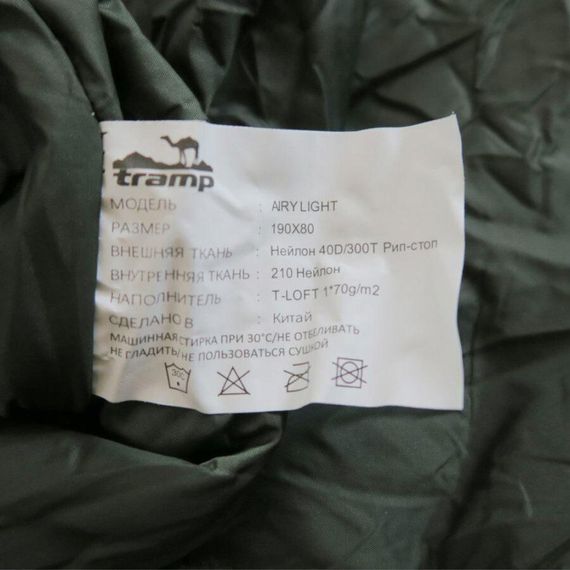 tramp
МОДЕЛЬ : AIRY LIGHT
РАЗМЕР : 190X80
ВНЕШНЯЯ ТКАНЬ : Нейлон 40D/300T Рип-стоп
ВНУТРЕННЯЯ ТКАНЬ : 210 Нейлон
НАПОЛНИТЕЛЬ : T-LOFT 1*70g/m2
СДЕЛАНО В : Китай
МАШИННАЯ СТИРКА ПРИ 30°C/НЕ ОТБЕЛИВАТЬ
НЕ ГЛАДИТЬ/НЕ ПОЛЬЗОВАТЬСЯ СУШКОЙ
30°